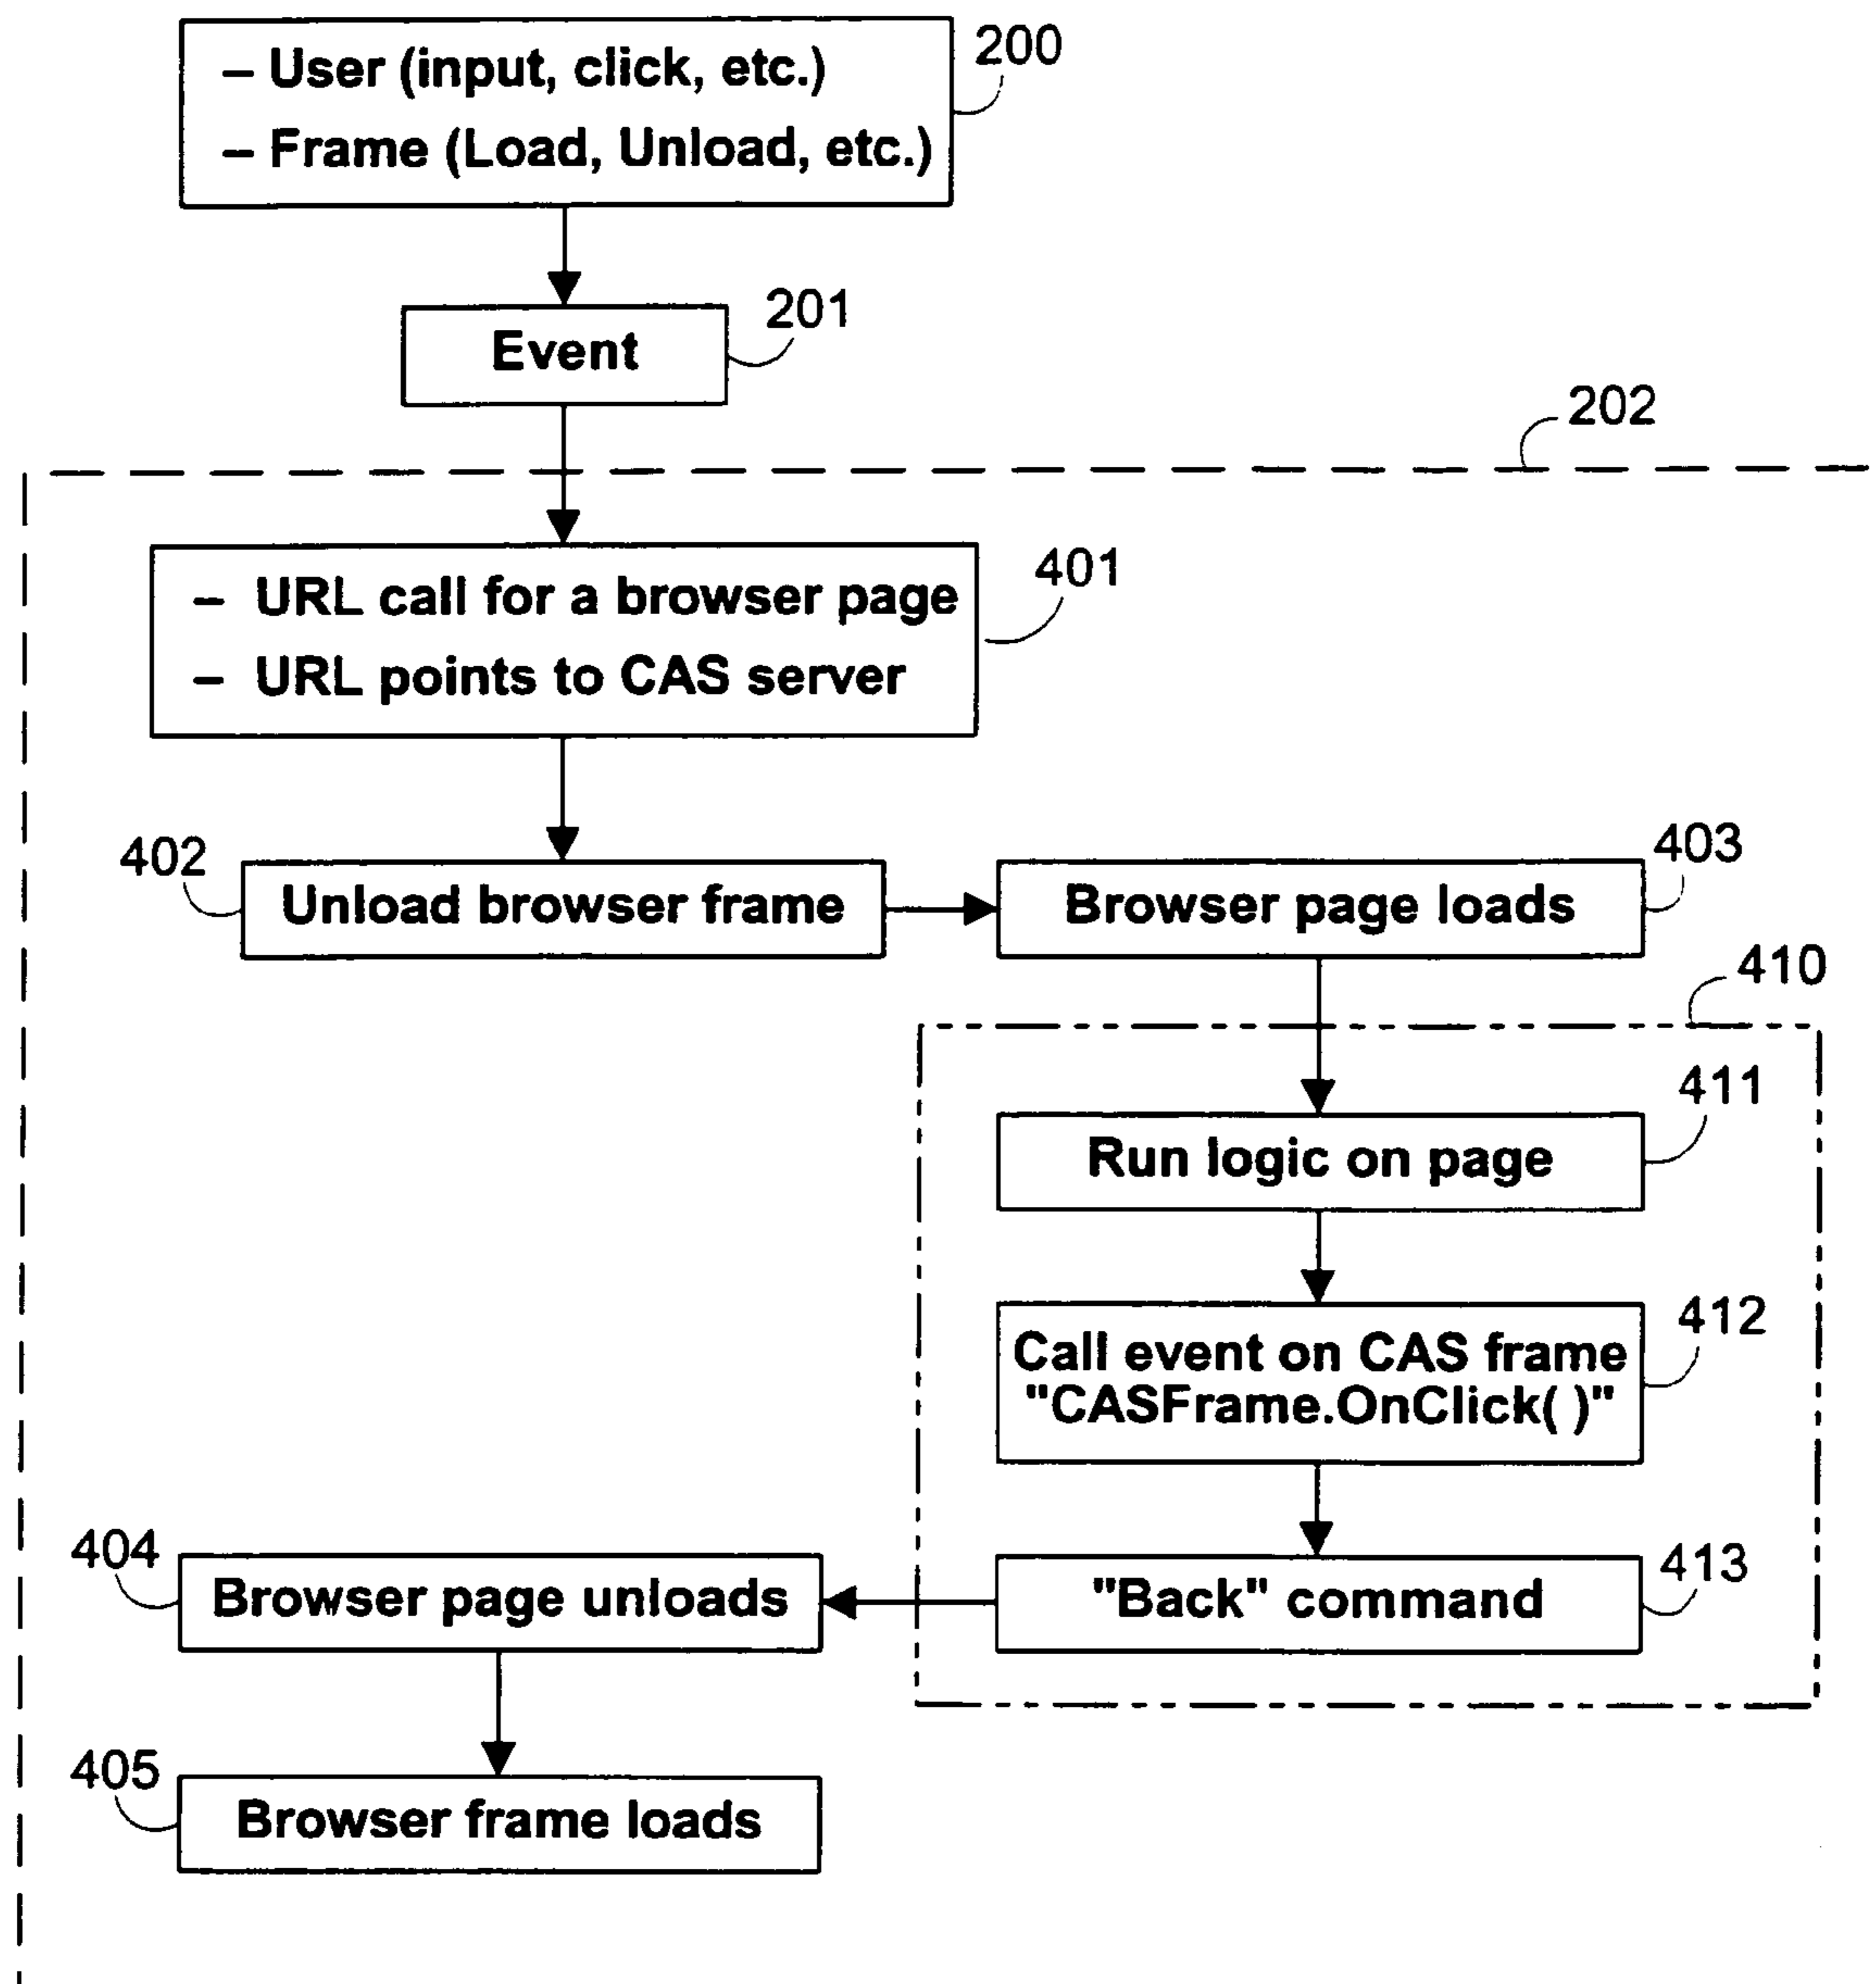 – User (input, click, etc.)
– Frame (Load, Unload, etc.)
200
Event
201
202
– URL call for a browser page
– URL points to CAS server
401
402
Unload browser frame
Browser page loads
403
410
Run logic on page
411
Call event on CAS frame
"CASFrame.OnClick( )"
412
404
Browser page unloads
"Back" command
413
405
Browser frame loads